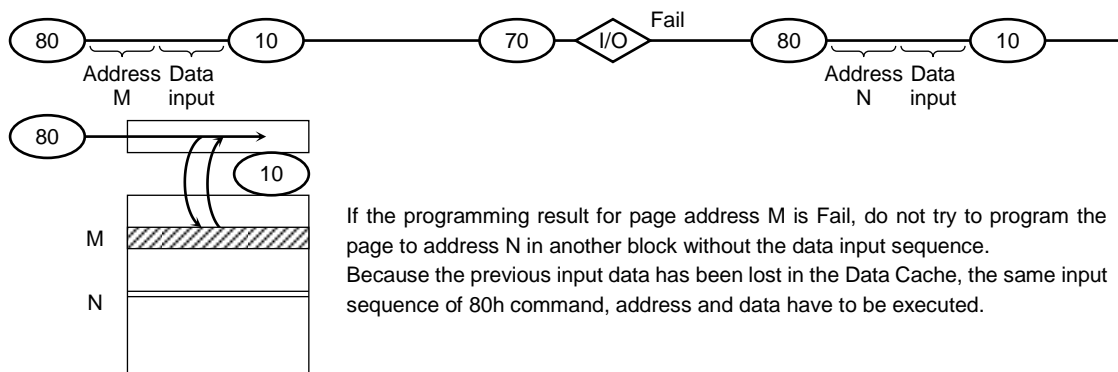 Fail
80 10 70 I/O 80 10
Address Data Address Data
M input N input
80
10
If the programming result for page address M is Fail, do not try to program the
M page to address N in another block without the data input sequence.
Because the previous input data has been lost in the Data Cache, the same input
N sequence of 80h command, address and data have to be executed.